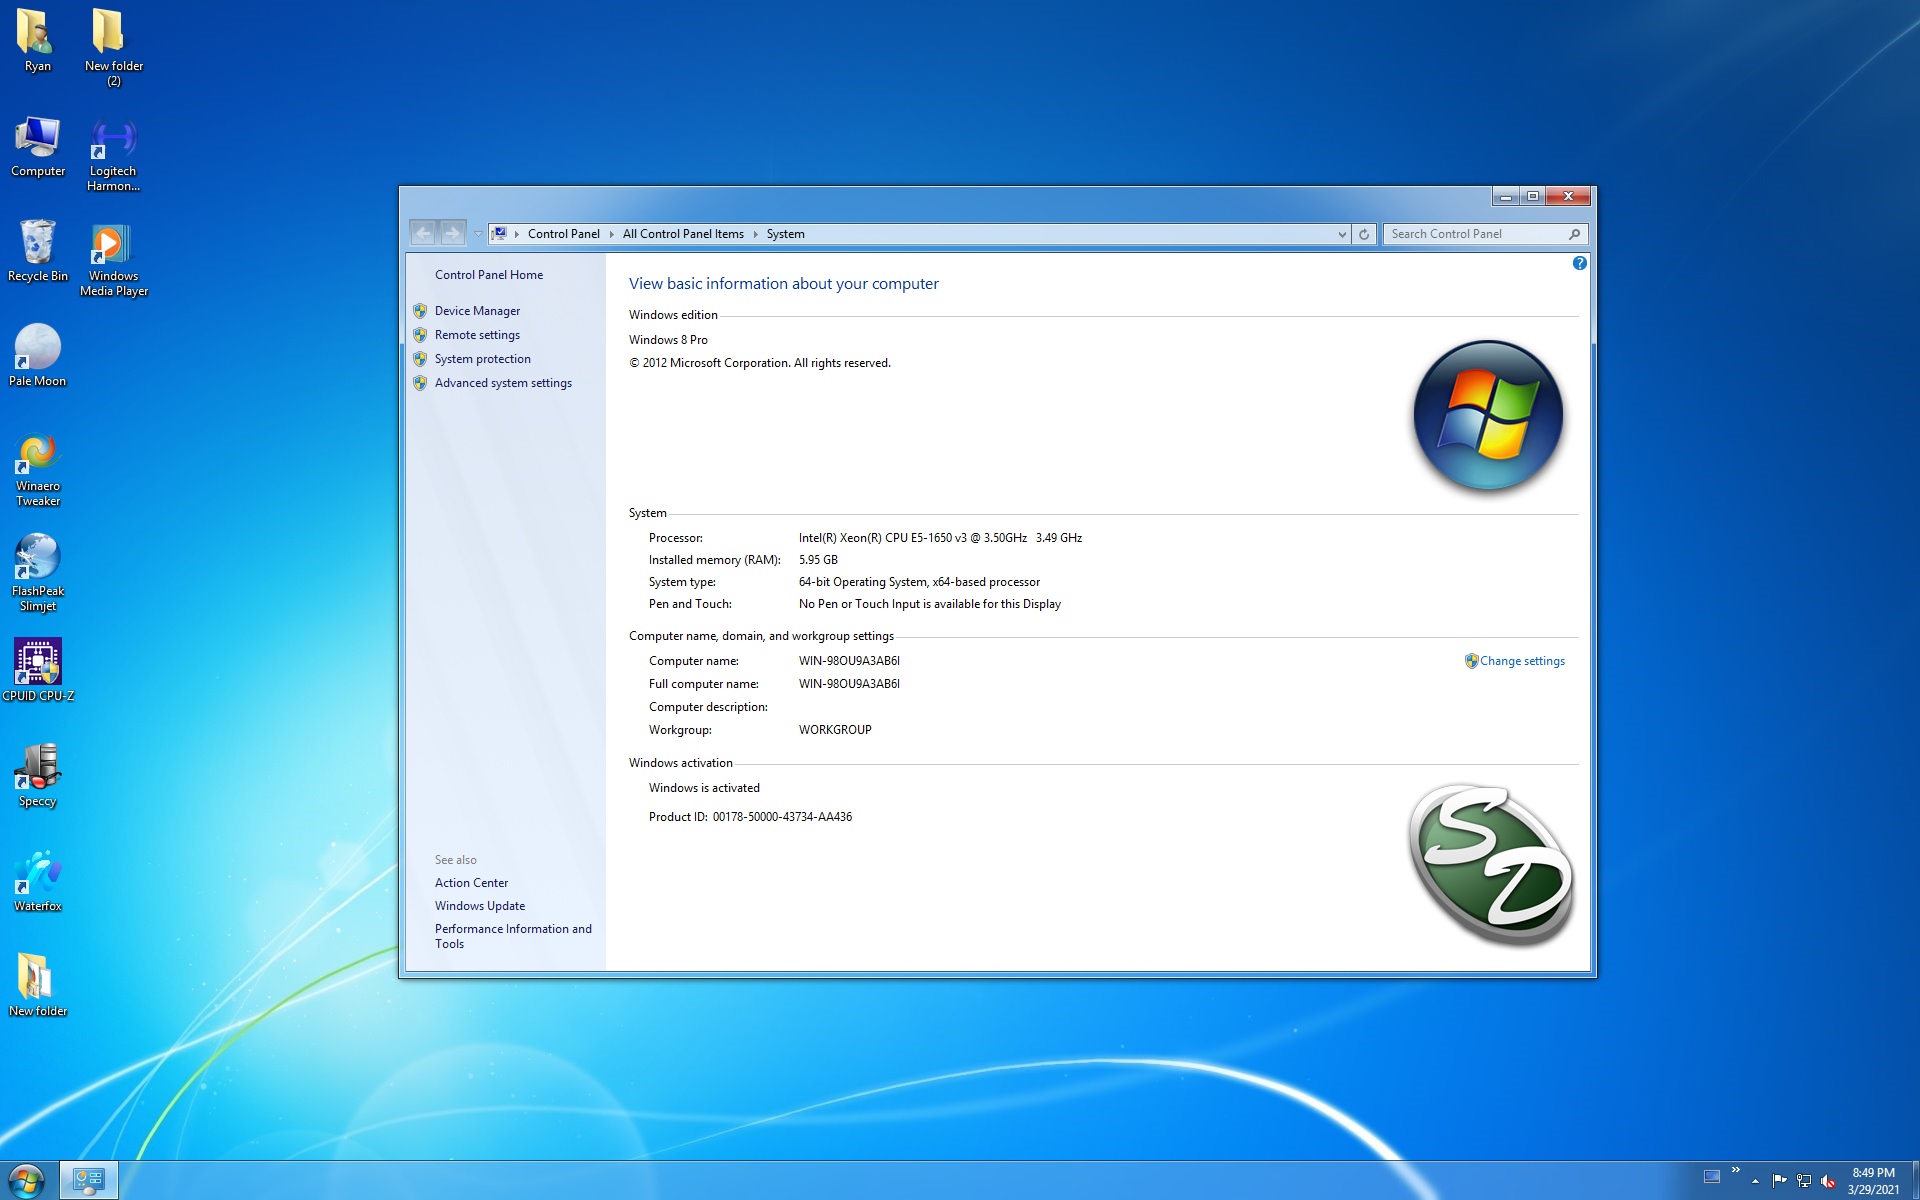 Ryan
New folder
(2)
Computer
Logitech
Harmon...
Recycle Bin
Windows
Media Player
Pale Moon
Winaero
Tweaker
FlashPeak
Slimjet
CPUID CPU-Z
Speccy
Waterfox
New folder
Control Panel
All Control Panel Items
System
Search Control Panel
Control Panel Home
Device Manager
Remote settings
System protection
Advanced system settings
See also
Action Center
Windows Update
Performance Information and
Tools
View basic information about your computer
Windows edition
Windows 8 Pro
© 2012 Microsoft Corporation. All rights reserved.
System
Processor: Intel(R) Xeon(R) CPU E5-1650 v3 @ 3.50GHz 3.49 GHz
Installed memory (RAM): 5.95 GB
System type: 64-bit Operating System, x64-based processor
Pen and Touch: No Pen or Touch Input is available for this Display
Computer name, domain, and workgroup settings
Computer name: WIN-98OU9A3AB6I
Change settings
Full computer name: WIN-98OU9A3AB6I
Computer description:
Workgroup: WORKGROUP
Windows activation
Windows is activated
Product ID: 00178-50000-43734-AA436
SD
8:49 PM
3/29/2021